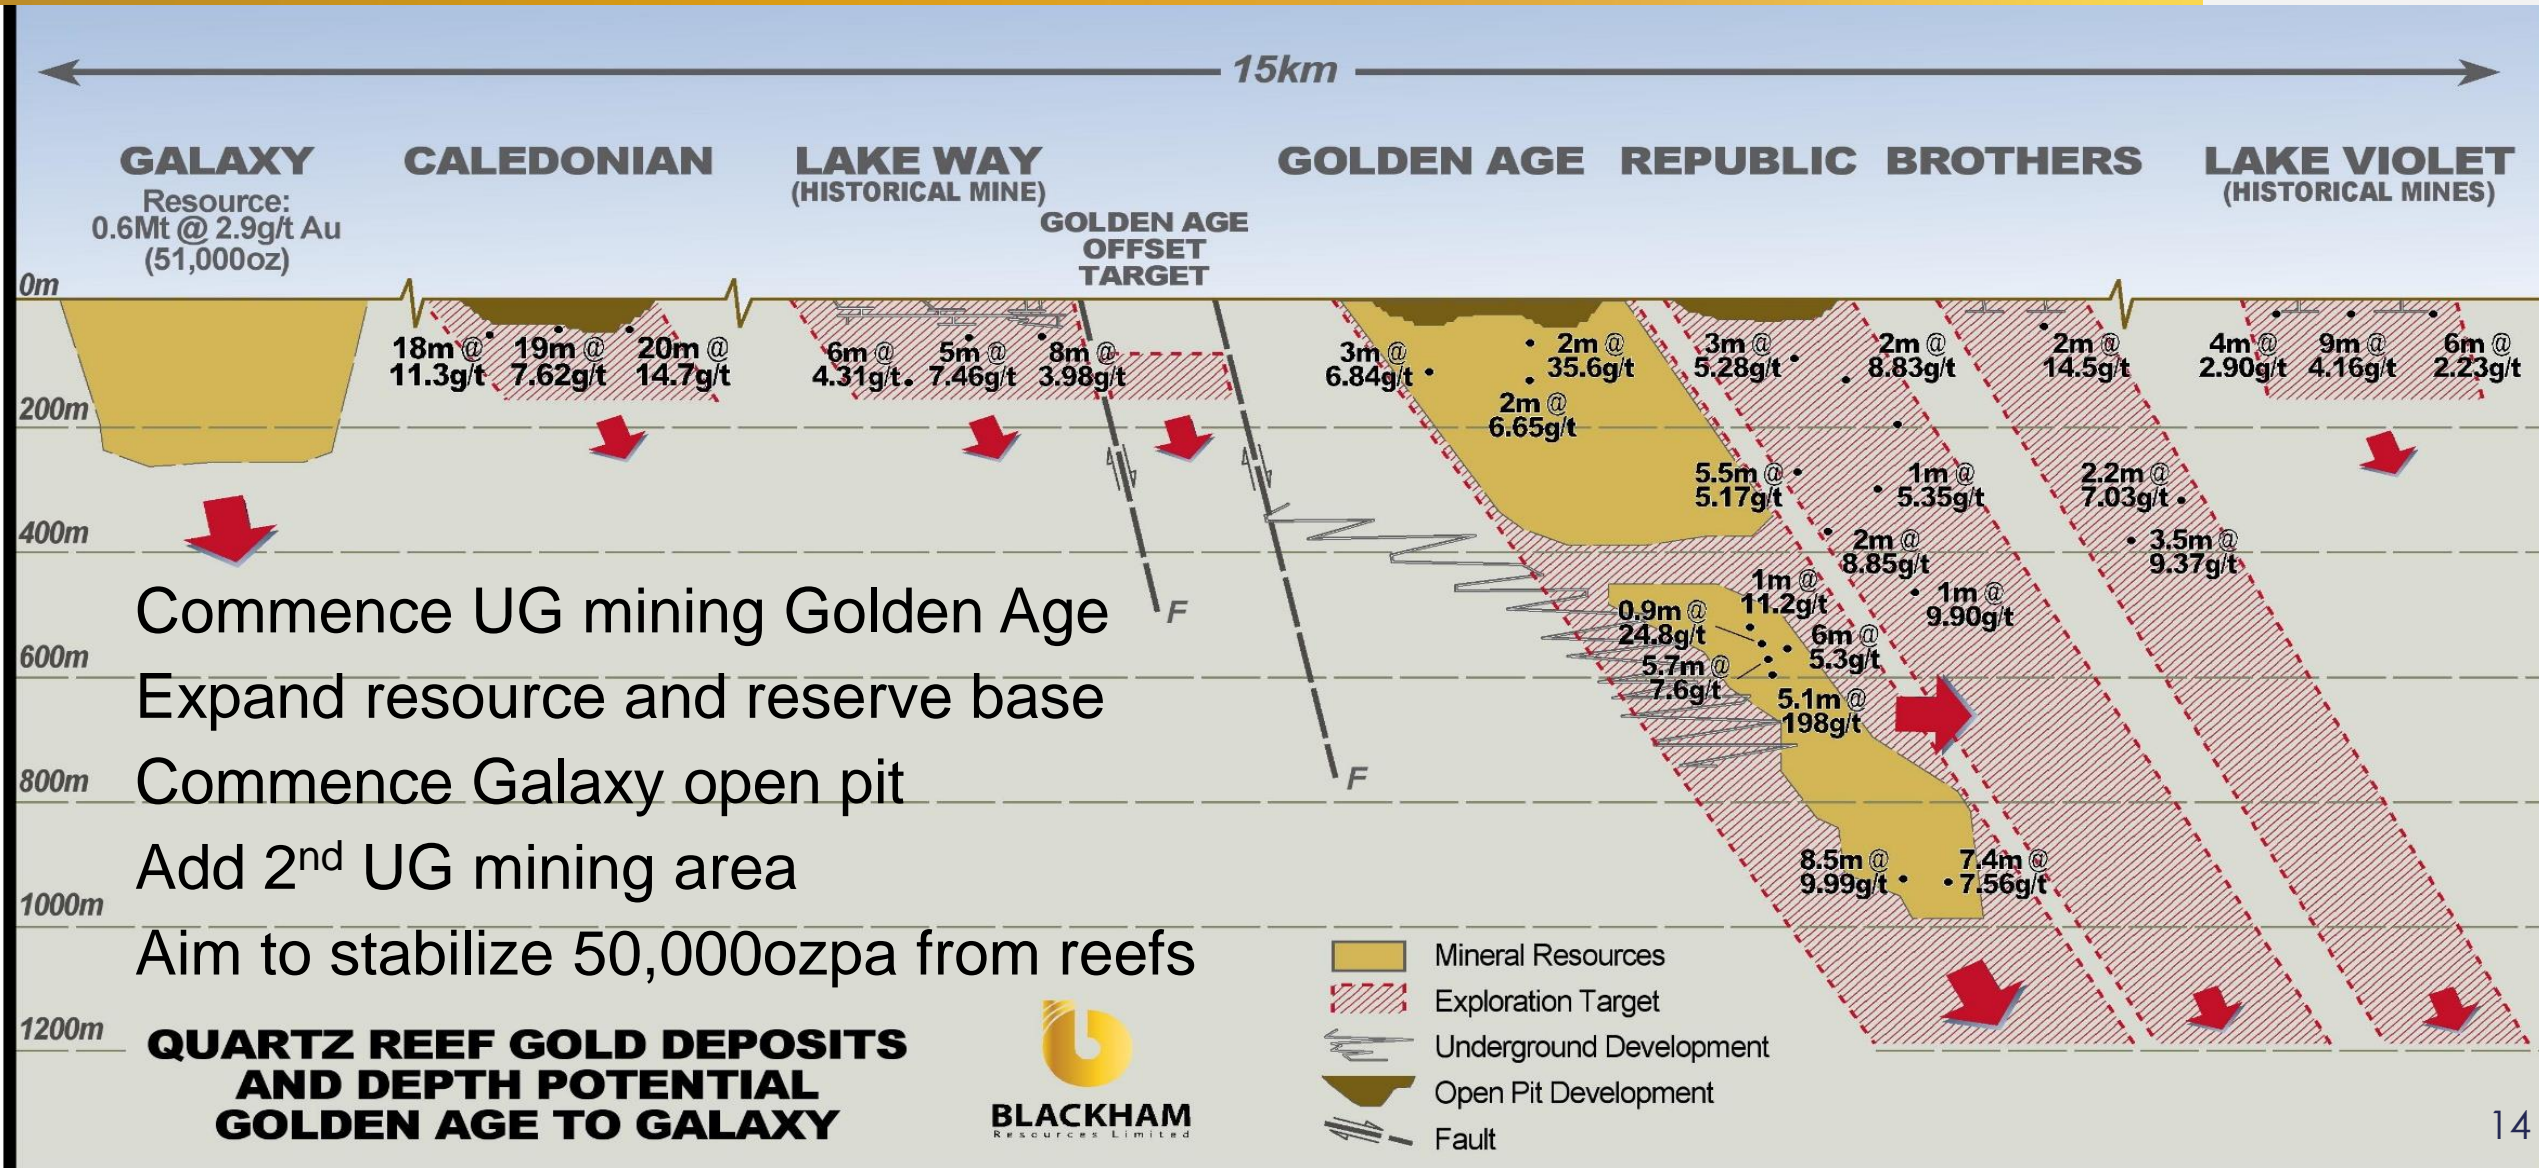 15km
GALAXY
Resource:
0.6Mt @ 2.9g/t Au
(51,000oz)
CALEDONIAN
LAKE WAY
(HISTORICAL MINE)
GOLDEN AGE
OFFSET
TARGET
GOLDEN AGE
REPUBLIC
BROTHERS
LAKE VIOLET
(HISTORICAL MINES)
0m
18m @
11.3g/t
19m @
7.62g/t
20m @
14.7g/t
6m @
4.31g/t
5m @
7.46g/t
8m @
3.98g/t
3m @
6.84g/t
2m @
35.6g/t
2m @
6.65g/t
3m @
5.28g/t
2m @
8.83g/t
2m @
14.5g/t
4m @
2.90g/t
9m @
4.16g/t
6m @
2.23g/t
200m
5.5m @
5.17g/t
1m @
5.35g/t
2.2m @
7.03g/t
400m
2m @
8.85g/t
3.5m @
9.37g/t
1m @
11.2g/t
1m @
9.90g/t
0.9m @
24.8g/t
6m @
5.3g/t
5.7m @
7.6g/t
5.1m @
198g/t
8.5m @
9.99g/t
7.4m @
7.56g/t
F
F
600m
800m
1000m
1200m
Commence UG mining Golden Age
Expand resource and reserve base
Commence Galaxy open pit
Add 2nd UG mining area
Aim to stabilize 50,000ozpa from reefs
QUARTZ REEF GOLD DEPOSITS
AND DEPTH POTENTIAL
GOLDEN AGE TO GALAXY
BLACKHAM
Resources Limited
Mineral Resources
Exploration Target
Underground Development
Open Pit Development
Fault
14